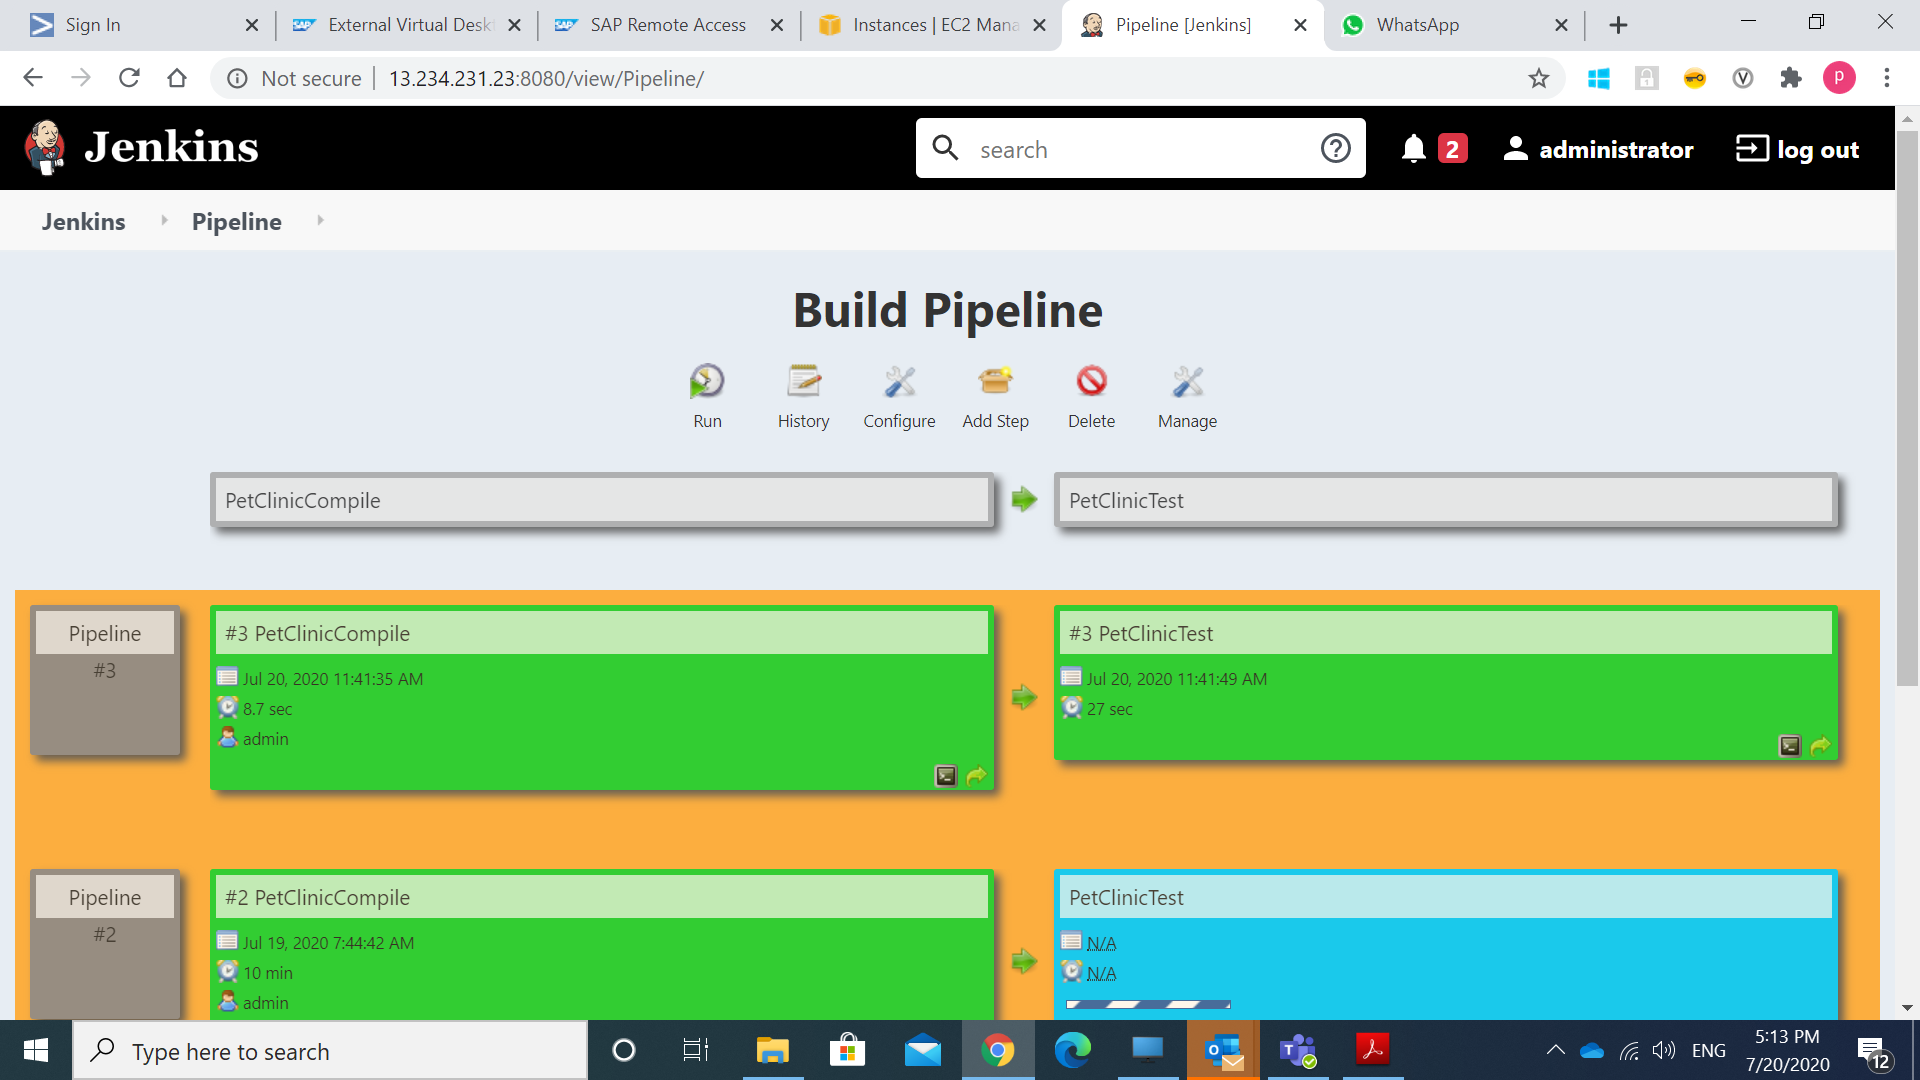 Sign In
External Virtual Desk
SAP Remote Access
Instances | EC2 Mana
Pipeline [Jenkins]
WhatsApp
Not secure
13.234.231.23:8080/view/Pipeline/
P
Jenkins
search
2
administrator
log out
Jenkins
Pipeline
Build Pipeline
Run
History
Configure
Add Step
Delete
Manage
PetClinicCompile
PetClinicTest
Pipeline
#3
#3 PetClinicCompile
Jul 20, 2020 11:41:35 AM
8.7 sec
admin
#3 PetClinicTest
Jul 20, 2020 11:41:49 AM
27 sec
Pipeline
#2
#2 PetClinicCompile
Jul 19, 2020 7:44:42 AM
10 min
admin
PetClinicTest
N/A
N/A
Type here to search
ENG
5:13 PM
7/20/2020
12